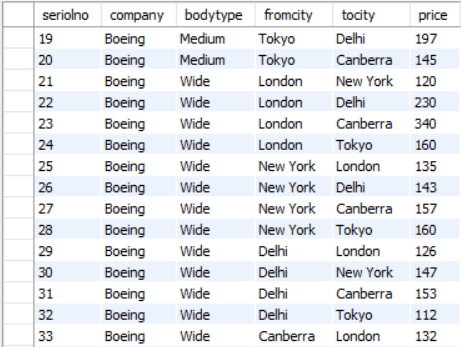 seriolno company bodytype fromcity tocity price
19 Boeing Medium Tokyo Delhi 197
20 Boeing Medium Tokyo Canberra 145
21 Boeing Wide London New York 120
22 Boeing Wide London Delhi 230
23 Boeing Wide London Canberra 340
24 Boeing Wide London Tokyo 160
25 Boeing Wide New York London 135
26 Boeing Wide New York Delhi 143
27 Boeing Wide New York Canberra 157
28 Boeing Wide New York Tokyo 160
29 Boeing Wide Delhi London 126
30 Boeing Wide Delhi New York 147
31 Boeing Wide Delhi Canberra 153
32 Boeing Wide Delhi Tokyo 112
33 Boeing Wide Canberra London 132